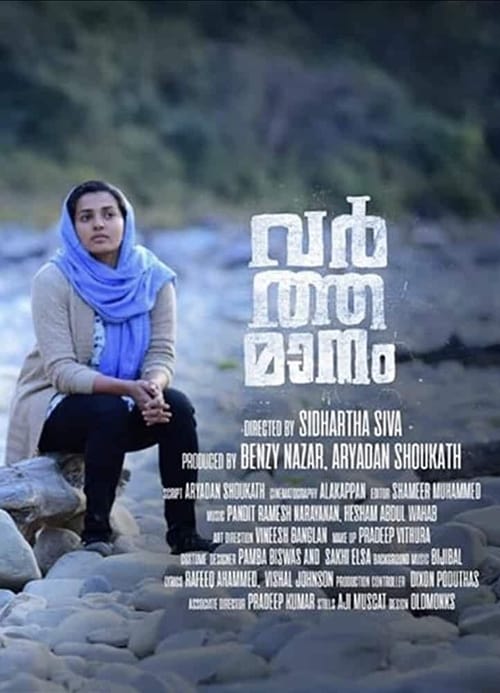 വർ
ത്ത
മാനം
DIRECTED BY SIDHARTHA SIVA
PRODUCED BY BENZY NAZAR, ARYADAN SHOUKATH
SCRIPT ARYADAN SHOUKATH CINEMATOGRAPHY ALAKAPPAN EDITOR SHAMEER MUHAMMED
MUSIC PANDIT RAMESH NARAYANAN, HESHAM ABDUL WAHAB
ART DIRECTION VINEESH BANGLAN MAKE UP PRADEEP VITHURA
COSTUME DESIGNER PAMBA BISWAS AND SAKHI ELSA BACKGROUND MUSIC BIJIBAL
LYRICS RAFEEQ AHAMMED, VISHAL JOHNSON PRODUCTION CONTROLLER DIXON PODUTHAS
ASSOCIATE DIRECTOR PRADEEP KUMAR STILLS AJI MUSCAT DESIGN OLDMONKS